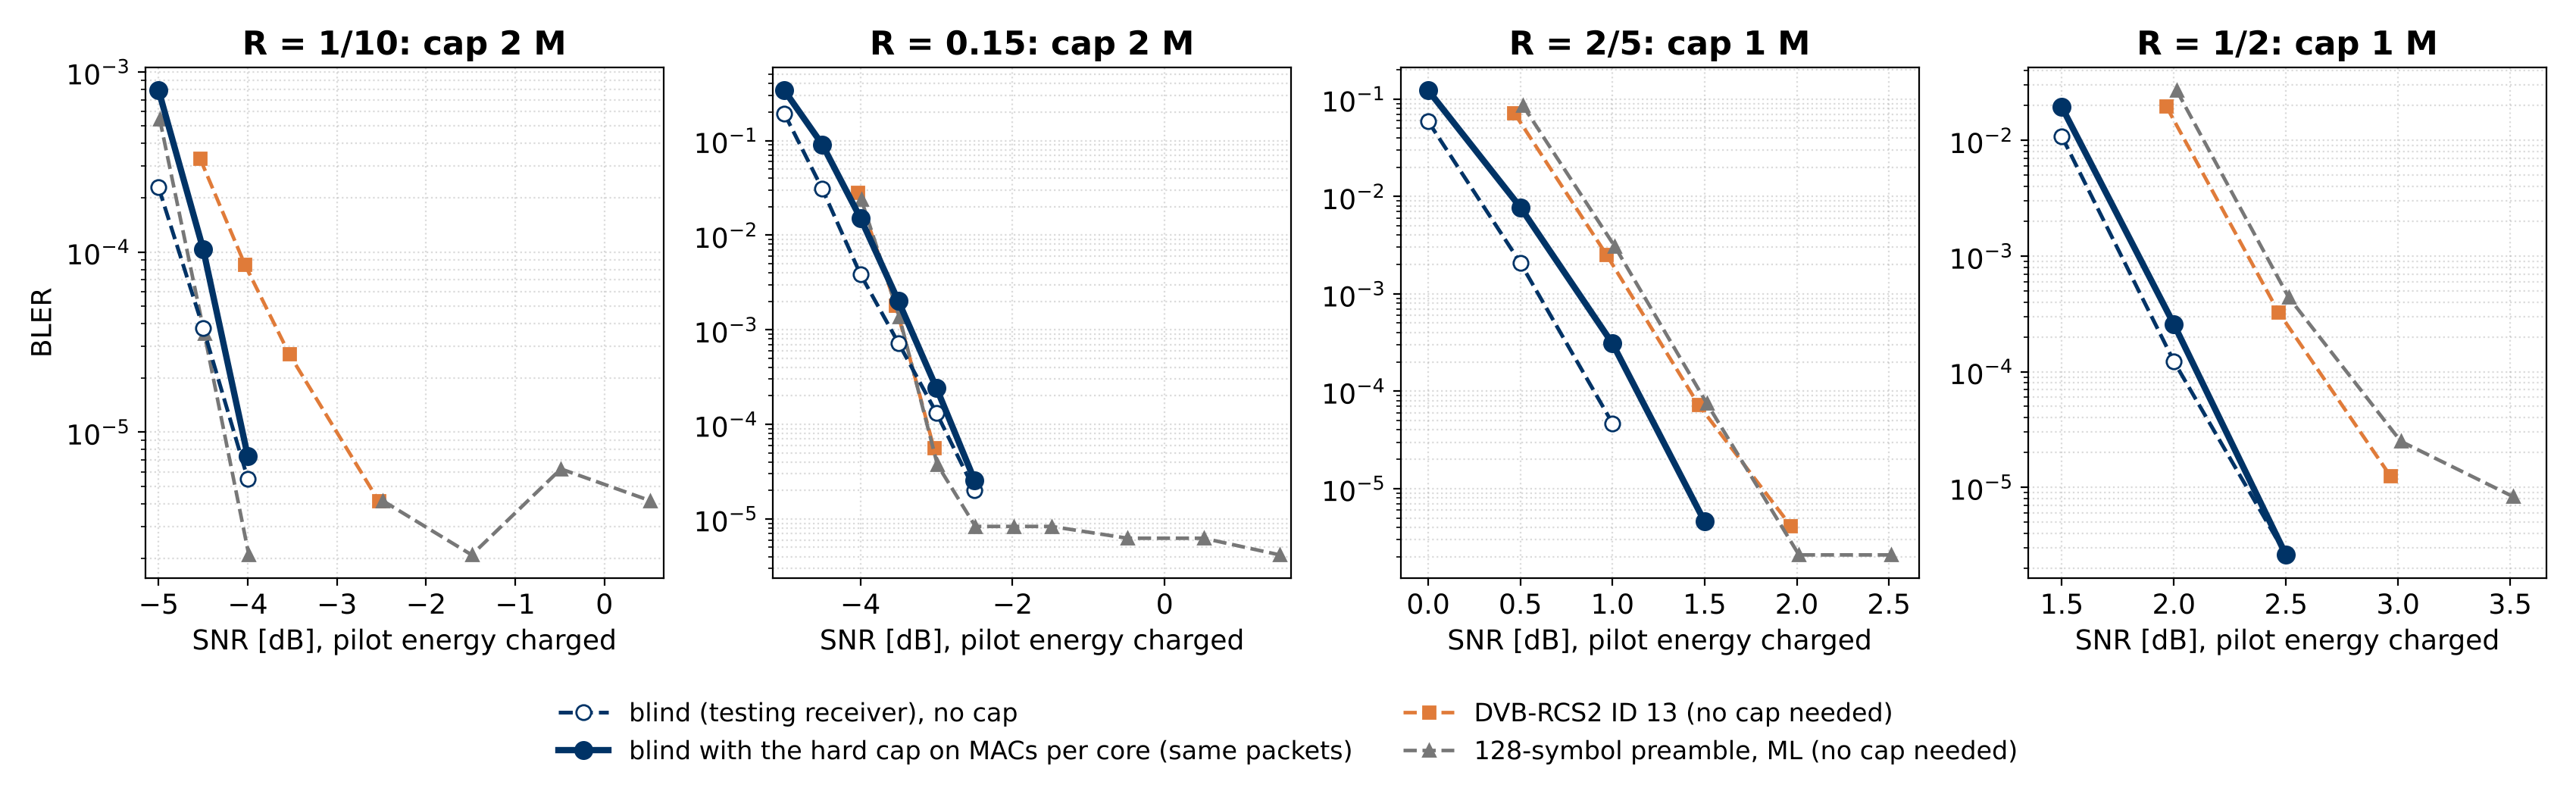 R = 1/10: cap 2 M
R = 0.15: cap 2 M
R = 2/5: cap 1 M
R = 1/2: cap 1 M
BLER
10⁻³
10⁻⁴
10⁻⁵
−5 −4 −3 −2 −1 0
SNR [dB], pilot energy charged
10⁻¹
10⁻²
10⁻³
10⁻⁴
10⁻⁵
−4 −2 0
SNR [dB], pilot energy charged
10⁻¹
10⁻²
10⁻³
10⁻⁴
10⁻⁵
0.0 0.5 1.0 1.5 2.0 2.5
SNR [dB], pilot energy charged
10⁻²
10⁻³
10⁻⁴
10⁻⁵
1.5 2.0 2.5 3.0 3.5
SNR [dB], pilot energy charged
blind (testing receiver), no cap
blind with the hard cap on MACs per core (same packets)
DVB-RCS2 ID 13 (no cap needed)
128-symbol preamble, ML (no cap needed)